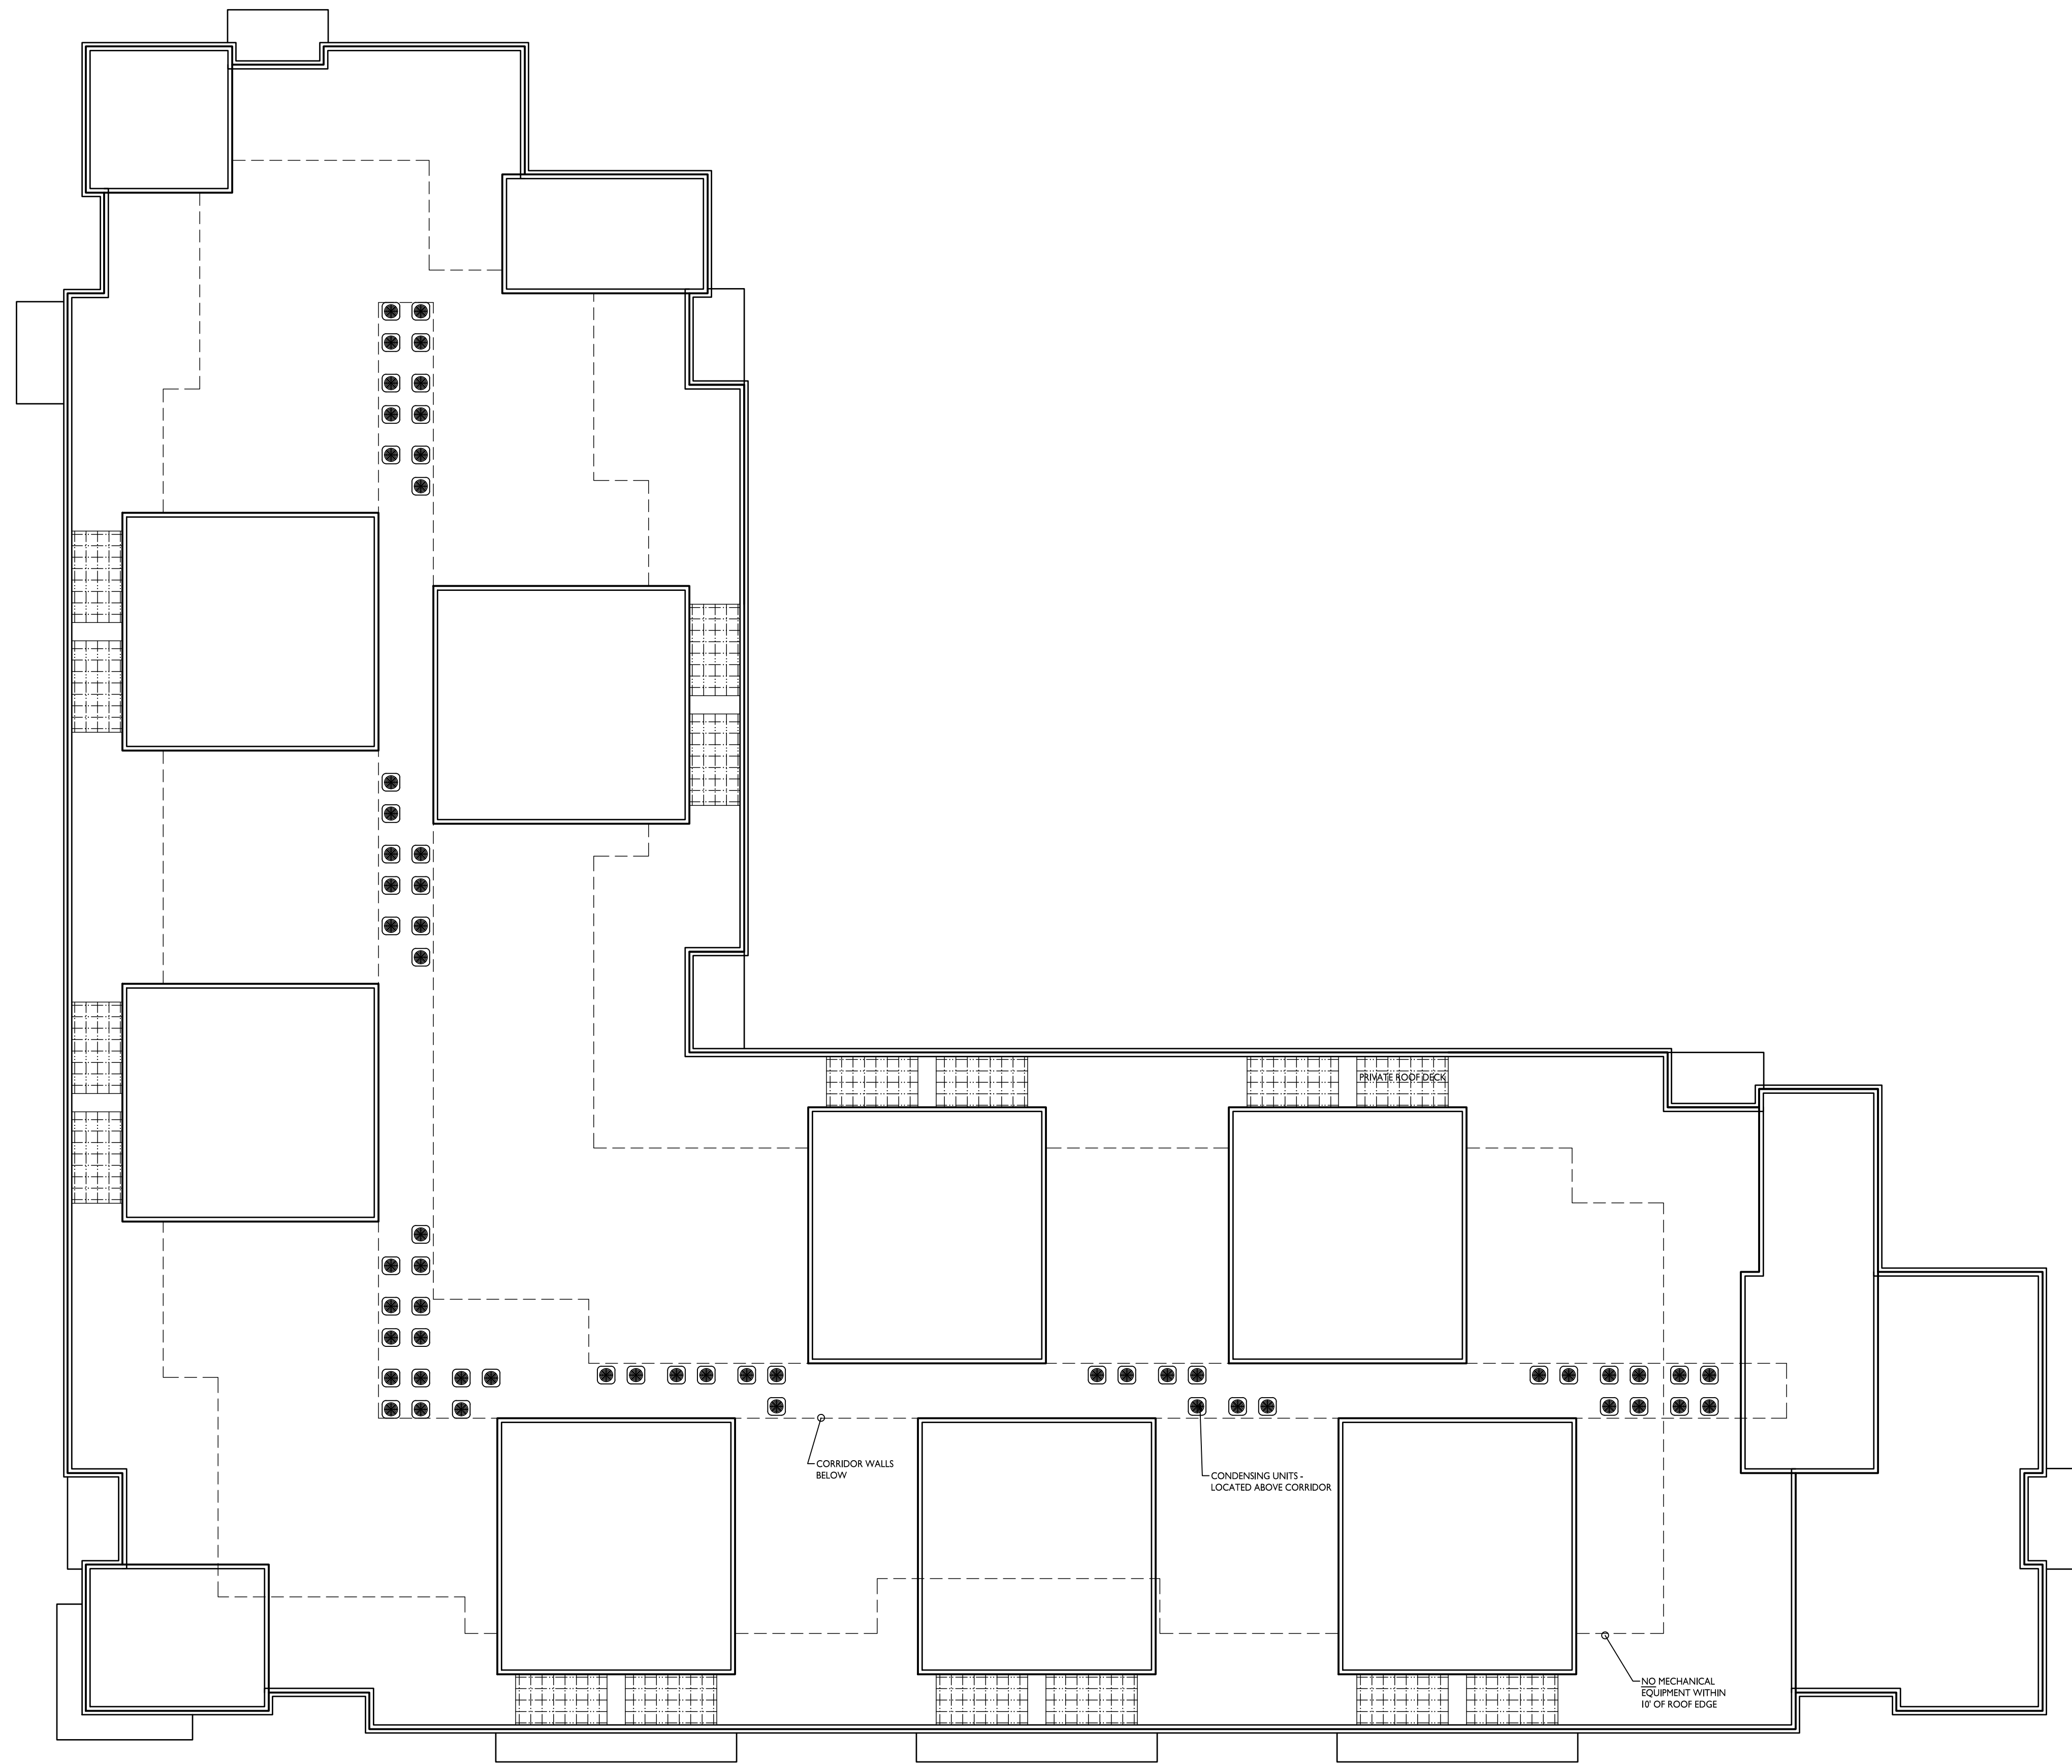 PRIVATE ROOF DECK
CORRIDOR WALLS
BELOW
CONDENSING UNITS -
LOCATED ABOVE CORRIDOR
NO MECHANICAL
EQUIPMENT WITHIN
10' OF ROOF EDGE